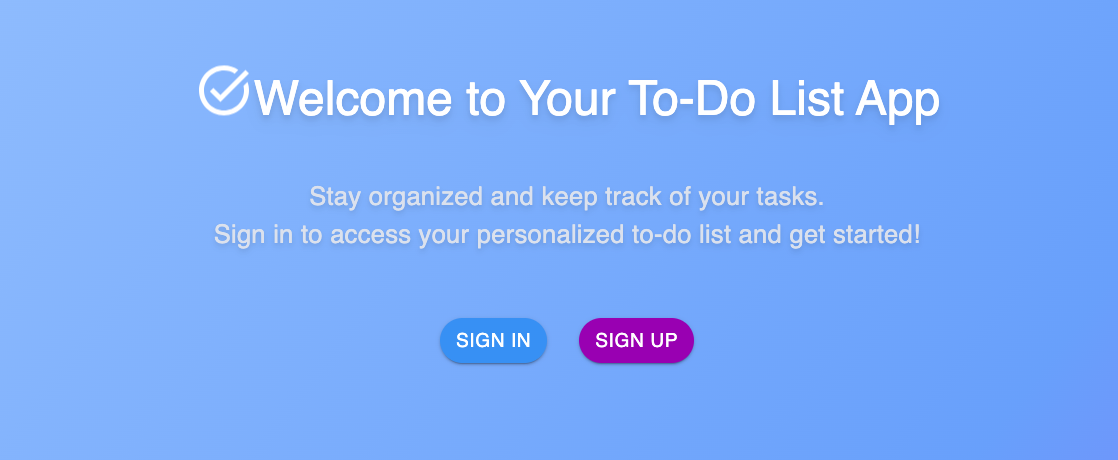 Welcome to Your To-Do List App
Stay organized and keep track of your tasks.
Sign in to access your personalized to-do list and get started!
SIGN IN
SIGN UP